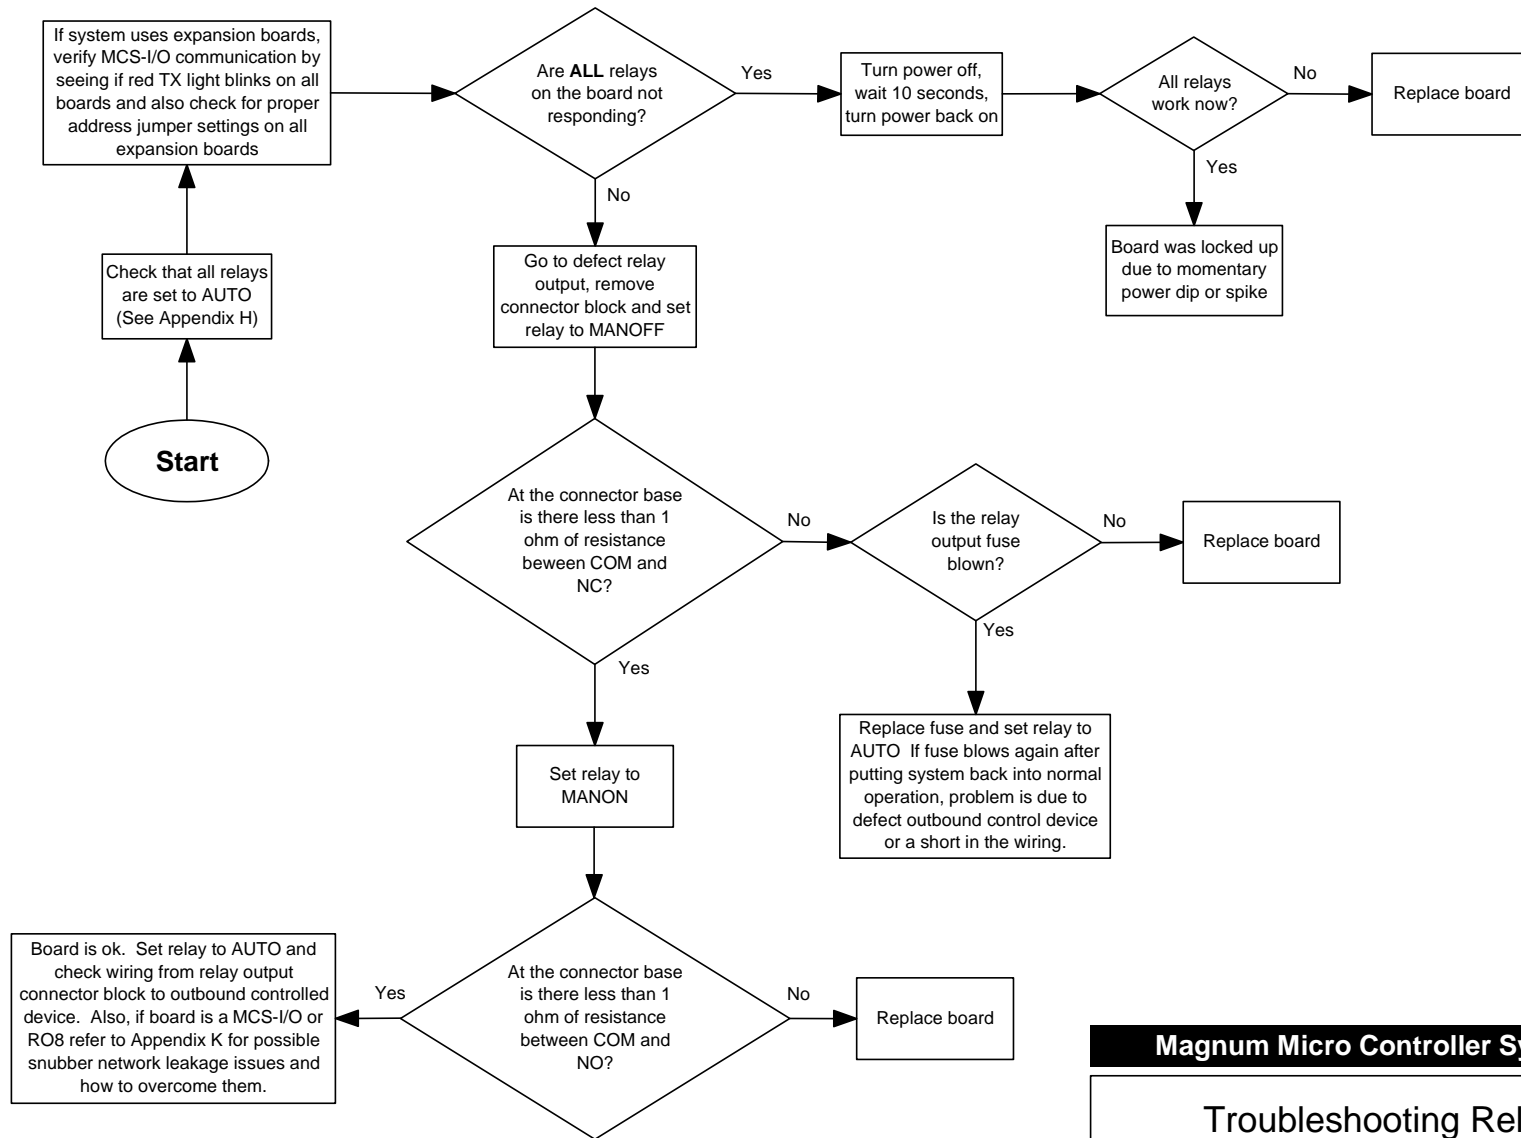 If system uses expansion boards,
verify MCS-I/O communication by
seeing if red TX light blinks on all
boards and also check for proper
address jumper settings on all
expansion boards
Are ALL relays
on the board not
responding?
Yes
Turn power off,
wait 10 seconds,
turn power back on
All relays
work now?
No
Replace board
Yes
Board was locked up
due to momentary
power dip or spike
No
Check that all relays
are set to AUTO
(See Appendix H)
Start
Go to defect relay
output, remove
connector block and set
relay to MANOFF
At the connector base
is there less than 1
ohm of resistance
beween COM and
NC?
No
Is the relay
output fuse
blown?
No
Replace board
Yes
Replace fuse and set relay to
AUTO  If fuse blows again after
putting system back into normal
operation, problem is due to
defect outbound control device
or a short in the wiring.
Yes
Set relay to
MANON
At the connector base
is there less than 1
ohm of resistance
between COM and
NO?
Yes
Board is ok.  Set relay to AUTO and
check wiring from relay output
connector block to outbound controlled
device.  Also, if board is a MCS-I/O or
RO8 refer to Appendix K for possible
snubber network leakage issues and
how to overcome them.
No
Replace board
Magnum Micro Controller
Troubleshooting